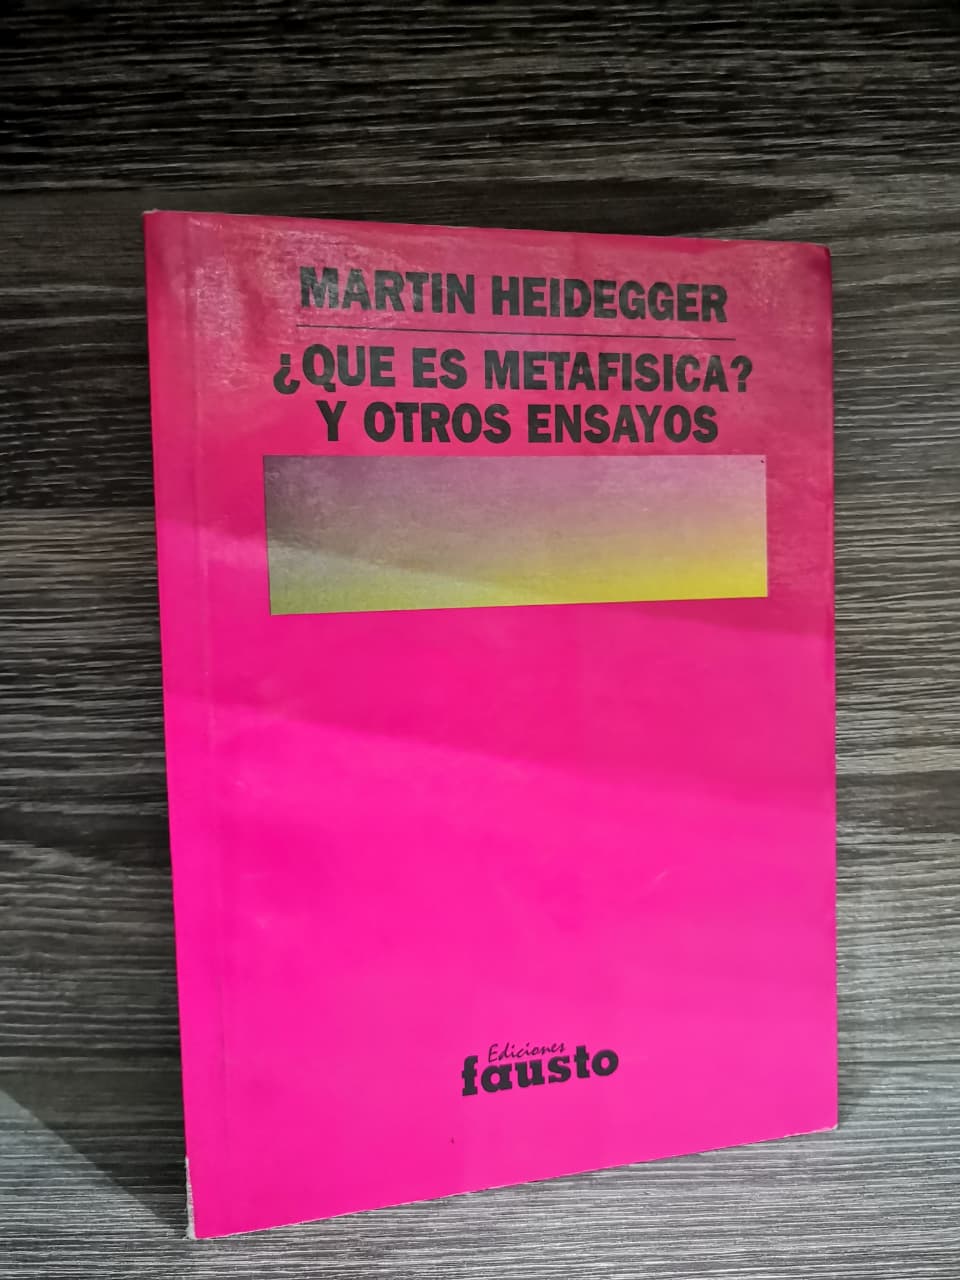 MARTIN HEIDEGGER
¿QUE ES METAFISICA?
Y OTROS ENSAYOS
Ediciones
fausto